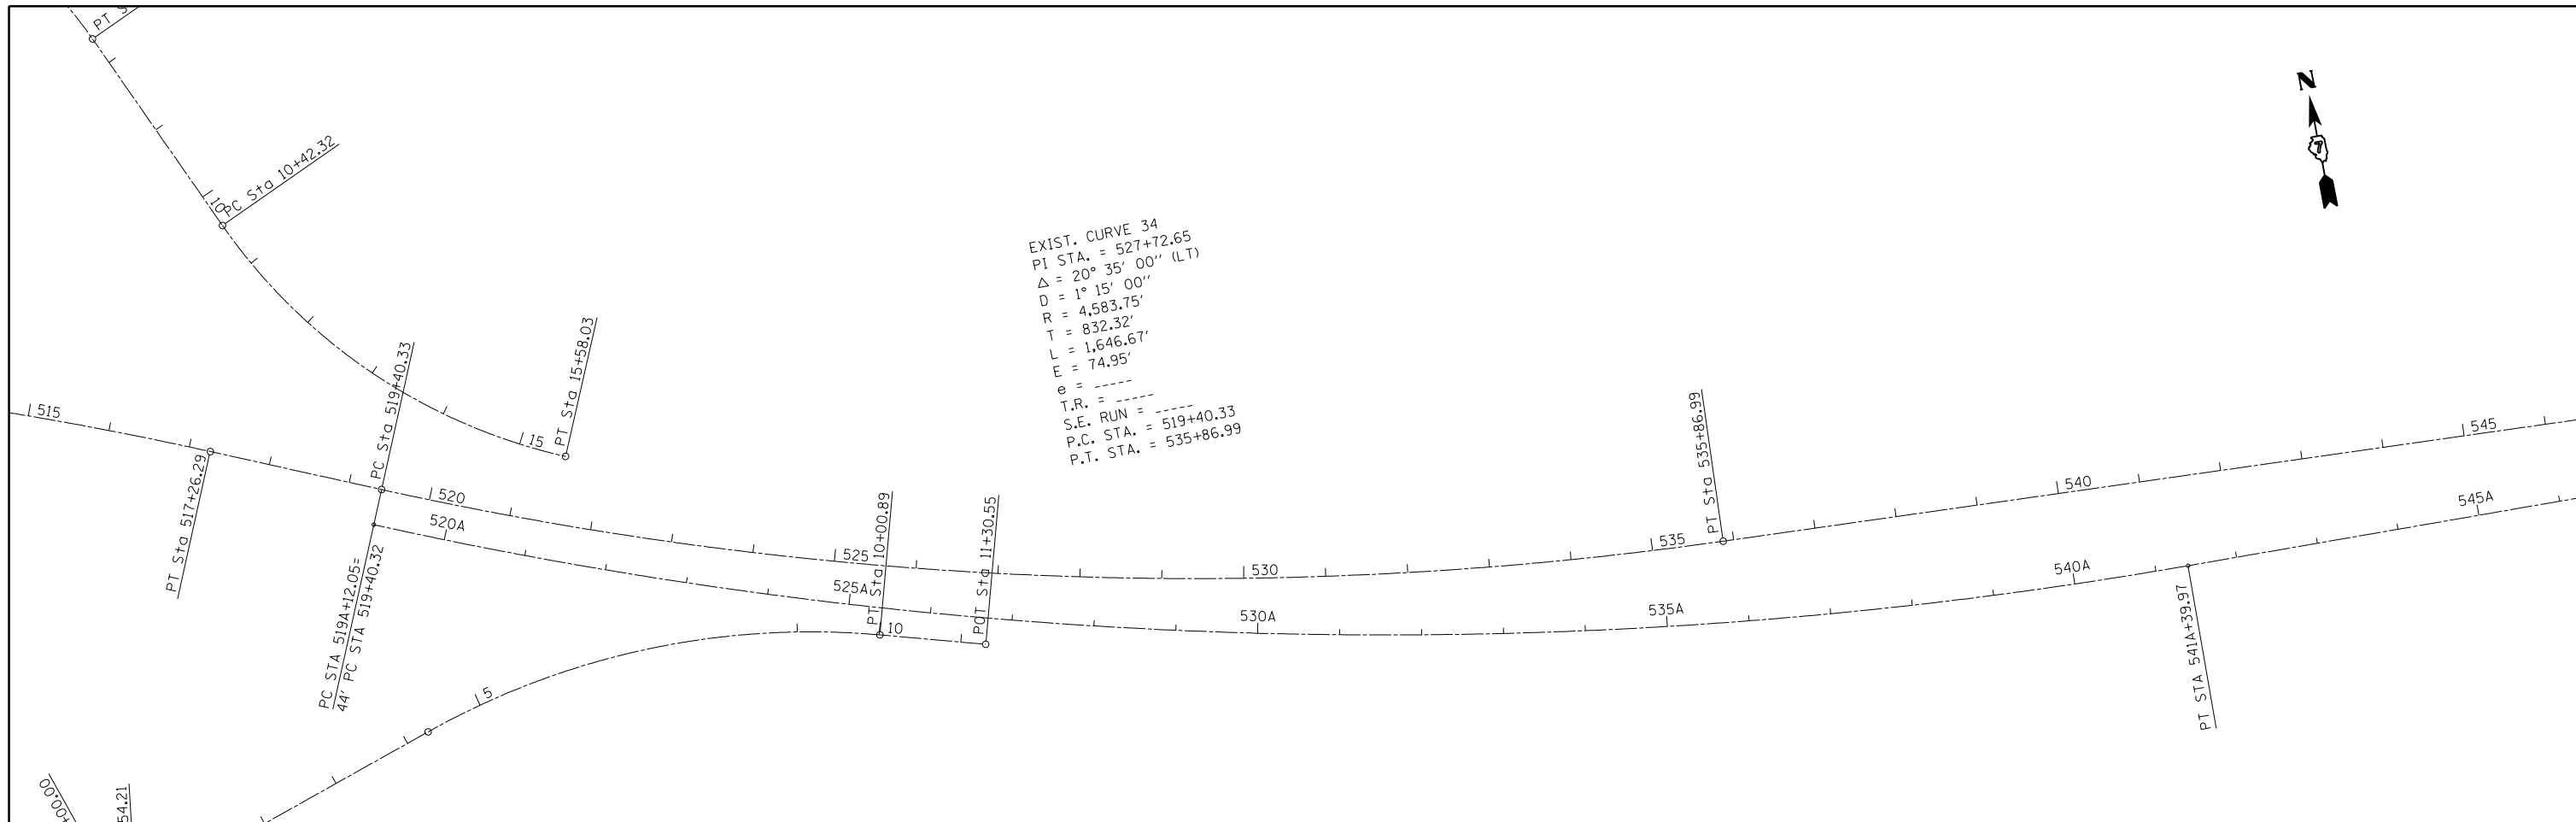 PT S
10
PC Sta 10+42.32
N
7
EXIST. CURVE 34
PI STA. = 527+72.65
Δ = 20° 35' 00'' (LT)
D = 1° 15' 00''
R = 4,583.75'
T = 832.32'
L = 1,646.67'
E = 74.95'
e = -----
T.R. = -----
S.E. RUN = -----
P.C. STA. = 519+40.33
P.T. STA. = 535+86.99
515
PT Sta 517+26.29
PC Sta 519+40.33
15
PT Sta 15+58.03
520
520A
PC STA 519A+12.05=
44' PC STA 519+40.32
525
525A
PT Sta 10+00.89
10
POT Sta 11+30.55
5
530
530A
535
535A
PT Sta 535+86.99
540
540A
PT STA 541A+39.97
545
545A
+00.00
54.21